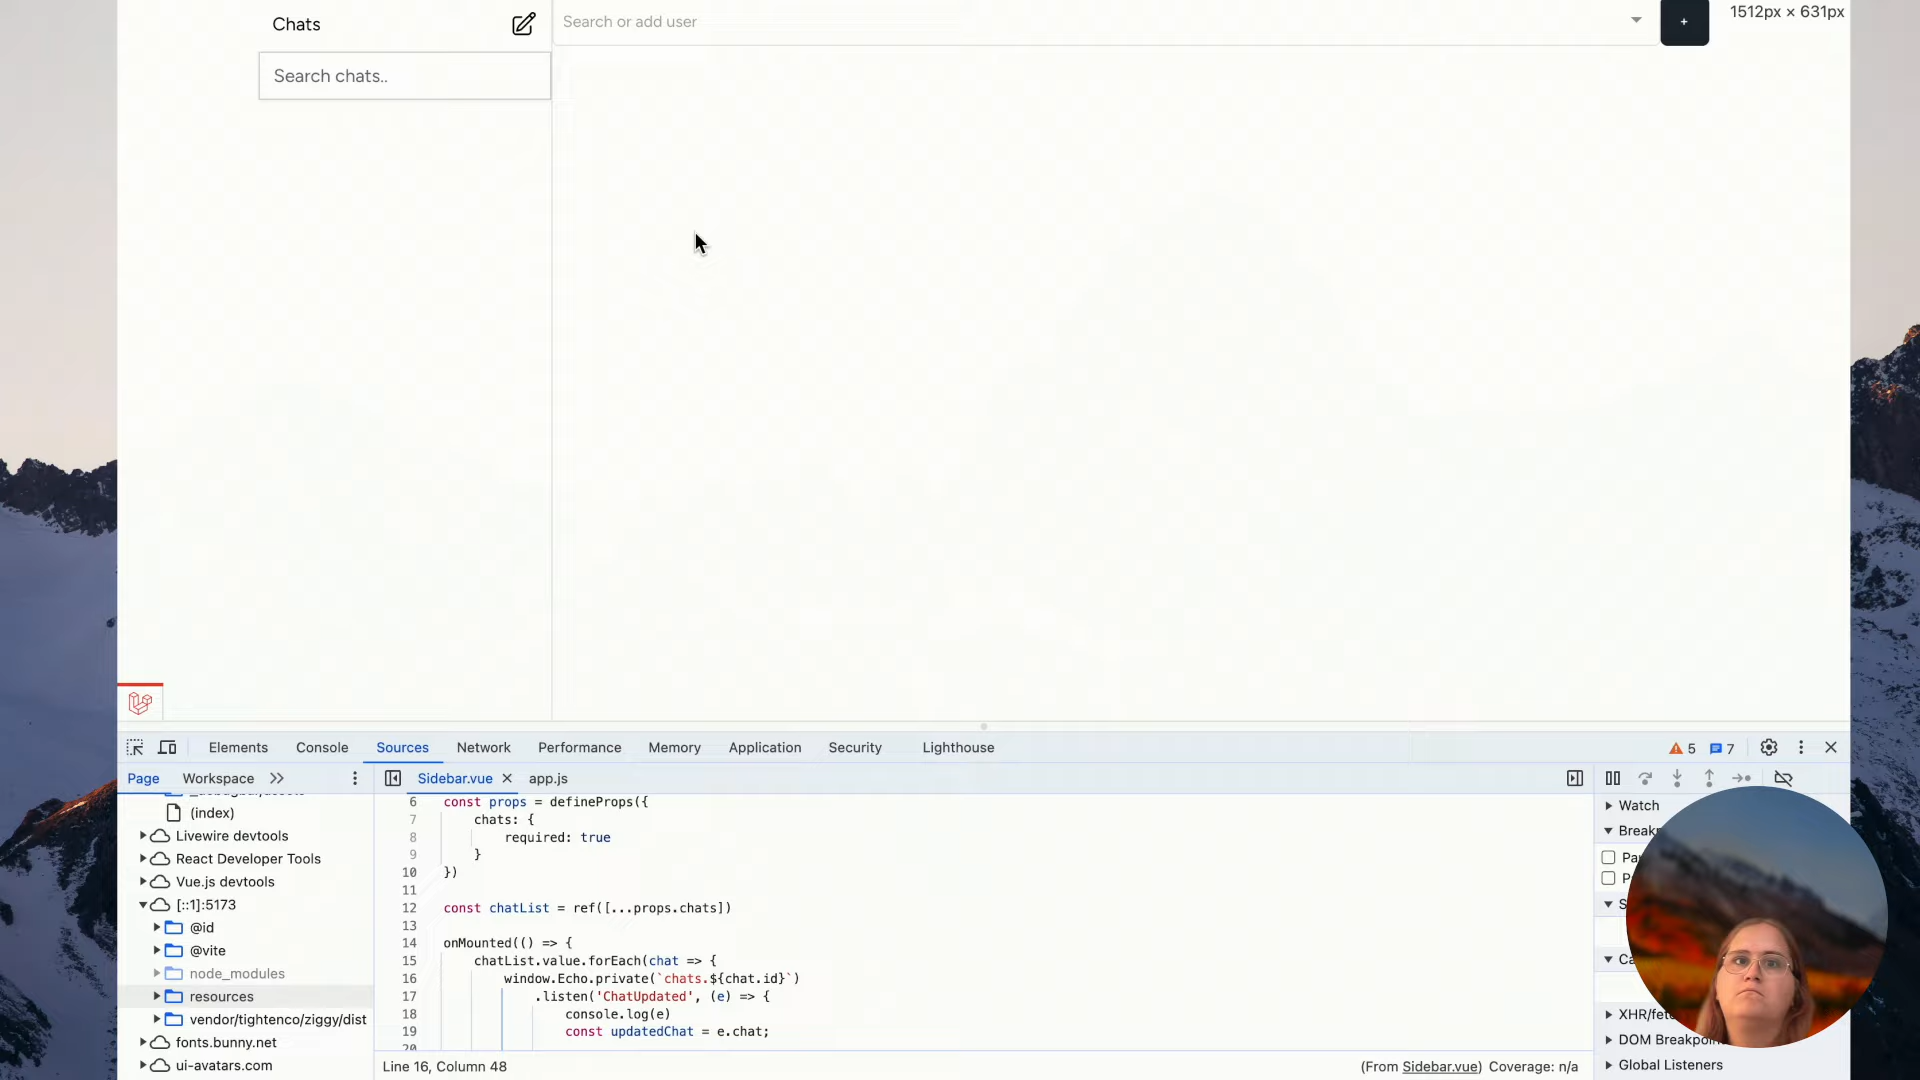 Chats
Search or add user
+
1512px × 631px
Search chats..
Elements Console Sources Network Performance Memory Application Security Lighthouse
5 7
Page Workspace
Sidebar.vue app.js
(index)
Livewire devtools
React Developer Tools
Vue.js devtools
[::1]:5173
@id
@vite
node_modules
resources
vendor/tightenco/ziggy/dist
fonts.bunny.net
ui-avatars.com
6 const props = defineProps({
7 chats: {
8 required: true
9 }
10 })
11
12 const chatList = ref([...props.chats])
13
14 onMounted(() => {
15 chatList.value.forEach(chat => {
16 window.Echo.private(`chats.${chat.id}`)
17 .listen('ChatUpdated', (e) => {
18 console.log(e)
19 const updatedChat = e.chat;
20
Line 16, Column 48
(From Sidebar.vue) Coverage: n/a
Watch
XHR/fet
DOM Breakpoin
Global Listeners